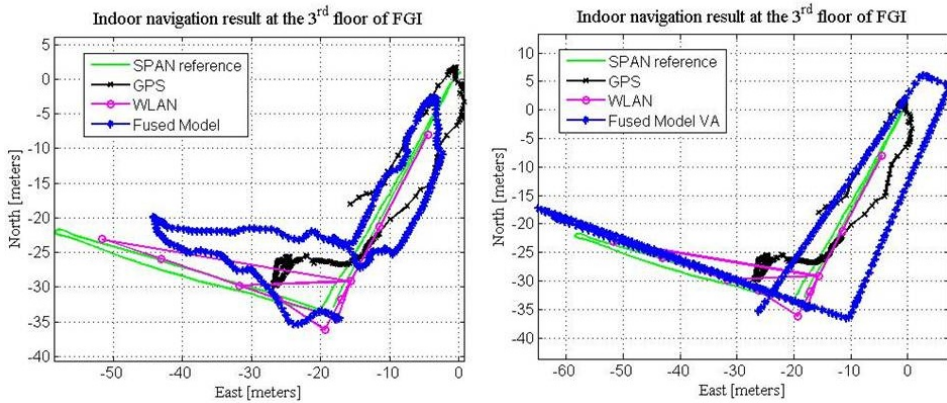 Indoor navigation result at the 3rd floor of FGI
SPAN reference
GPS
WLAN
Fused Model
North [meters]
5
0
-5
-10
-15
-20
-25
-30
-35
-40
-50
-40
-30
-20
-10
0
East [meters]
Indoor navigation result at the 3rd floor of FGI
SPAN reference
GPS
WLAN
Fused Model VA
North [meters]
10
5
0
-5
-10
-15
-20
-25
-30
-35
-40
-65
-60
-50
-40
-30
-20
-10
0
East [meters]